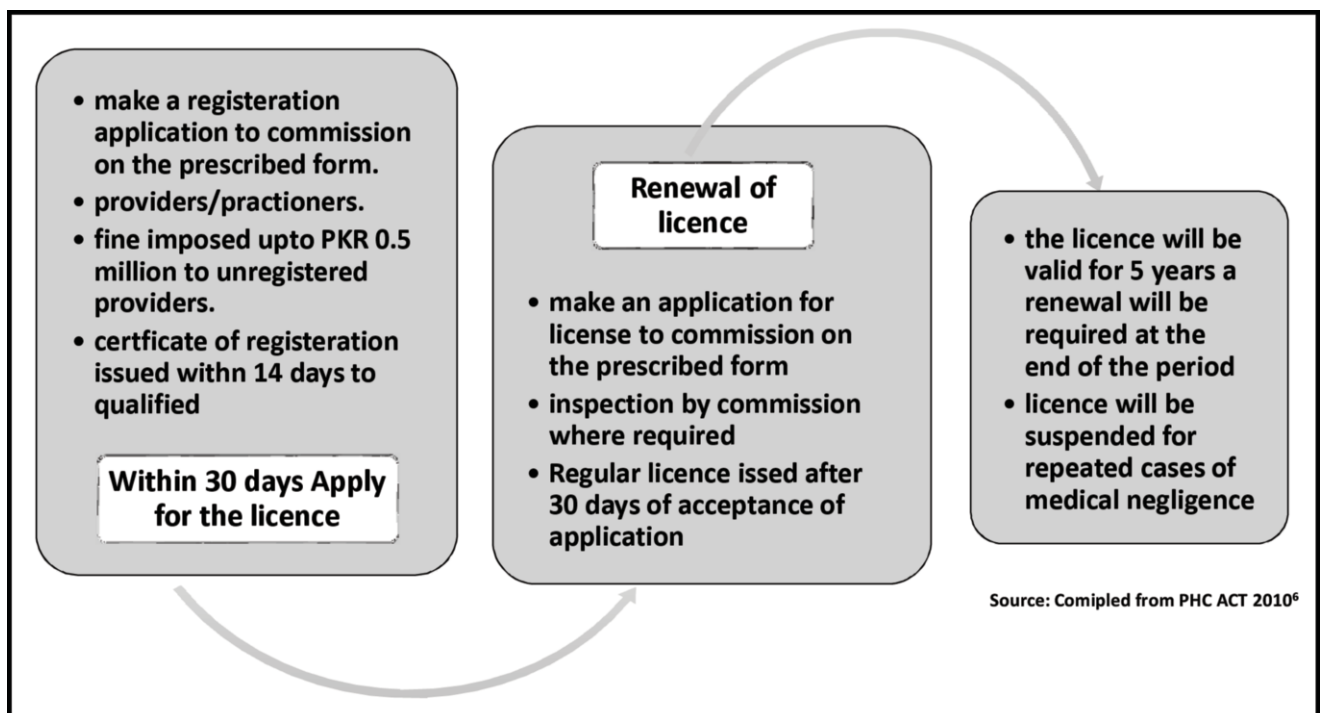 • make a registeration
application to commission
on the prescribed form.
• providers/practioners.
• fine imposed upto PKR 0.5
million to unregistered
providers.
• certficate of registeration
issued withn 14 days to
qualified
Within 30 days Apply
for the licence
Renewal of
licence
• make an application for
license to commission on
the prescribed form
• inspection by commission
where required
• Regular licence issed after
30 days of acceptance of
application
• the licence will be
valid for 5 years a
renewal will be
required at the
end of the period
• licence will be
suspended for
repeated cases of
medical negligence
Source: Comipled from PHC ACT 2010⁶